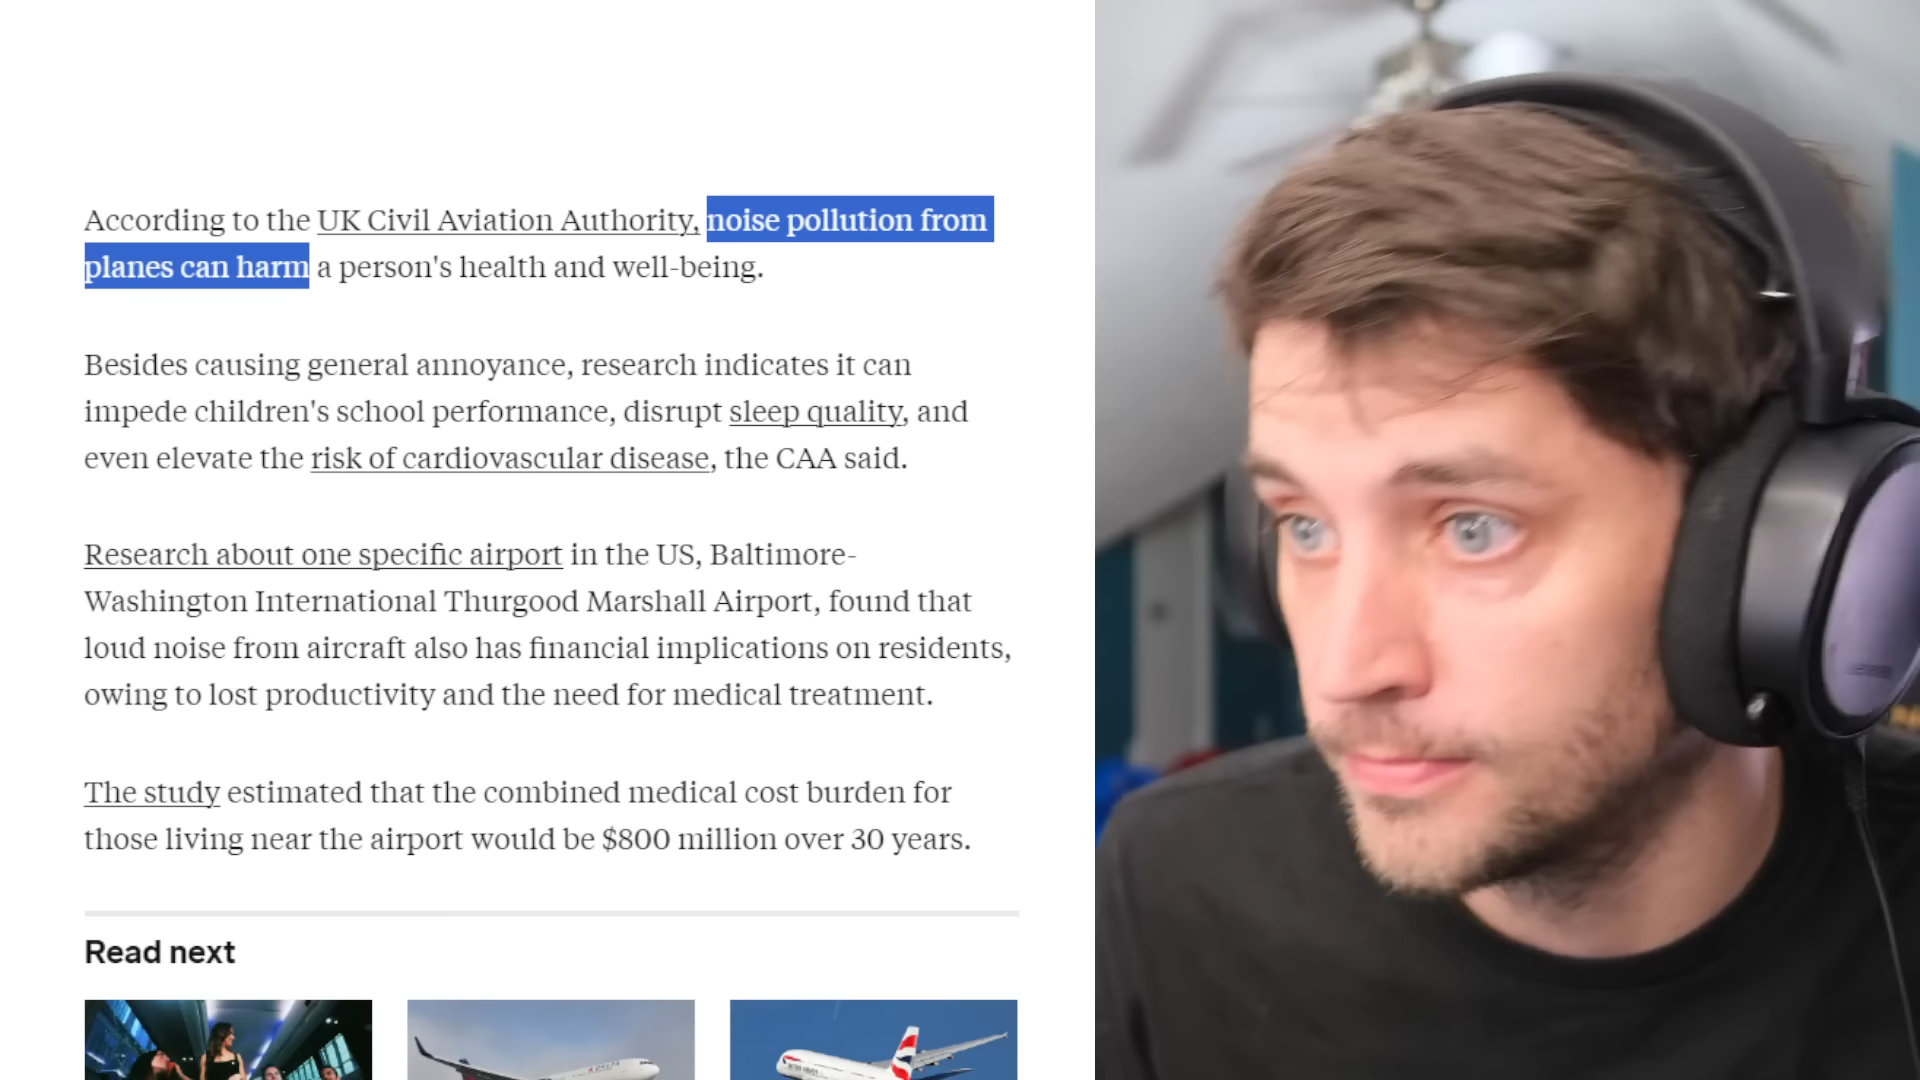 According to the UK Civil Aviation Authority, noise pollution from
planes can harm a person's health and well-being.
Besides causing general annoyance, research indicates it can
impede children's school performance, disrupt sleep quality, and
even elevate the risk of cardiovascular disease, the CAA said.
Research about one specific airport in the US, Baltimore-
Washington International Thurgood Marshall Airport, found that
loud noise from aircraft also has financial implications on residents,
owing to lost productivity and the need for medical treatment.
The study estimated that the combined medical cost burden for
those living near the airport would be $800 million over 30 years.
Read next
DELTA